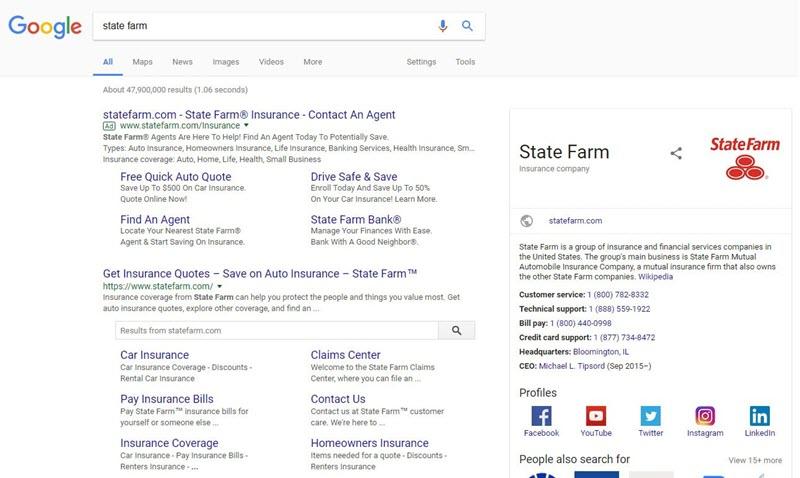 Google
state farm
All Maps News Images Videos More Settings Tools
About 47,900,000 results (1.06 seconds)
statefarm.com - State Farm® Insurance - Contact An Agent
Ad www.statefarm.com/Insurance
State Farm® Agents Are Here To Help! Find An Agent Today To Potentially Save.
Types: Auto Insurance, Homeowners Insurance, Life Insurance, Banking Services, Health Insurance, Sm...
Insurance coverage: Auto, Home, Life, Health, Small Business
Free Quick Auto Quote
Save Up To $500 On Car Insurance.
Quote Online Now!
Drive Safe & Save
Enroll Today And Save Up To 50%
On Your Car Insurance! Learn More.
Find An Agent
Locate Your Nearest State Farm®
Agent & Start Saving On Insurance.
State Farm Bank®
Manage Your Finances With Ease.
Bank With A Good Neighbor®.
Get Insurance Quotes – Save on Auto Insurance – State Farm™
https://www.statefarm.com/
Insurance coverage from State Farm can help you protect the people and things you value most. Get
auto insurance quotes, explore other coverage, and find an ...
Results from statefarm.com
Car Insurance
Car Insurance Coverage - Discounts -
Rental Car Insurance
Claims Center
Welcome to the State Farm Claims
Center, where you can file an ...
Pay Insurance Bills
Pay State Farm™ insurance bills for
yourself or someone else ...
Contact Us
Contact us at State Farm™ customer
care. We're here to ...
Insurance Coverage
Car Insurance - Pay Insurance Bills -
Renters Insurance - ...
Homeowners Insurance
Items needed for a quote - Discounts -
Renters Insurance
State Farm
Insurance company
StateFarm
statefarm.com
State Farm is a group of insurance and financial services companies in
the United States. The group's main business is State Farm Mutual
Automobile Insurance Company, a mutual insurance firm that also owns
the other State Farm companies. Wikipedia
Customer service: 1 (800) 782-8332
Technical support: 1 (888) 559-1922
Bill pay: 1 (800) 440-0998
Credit card support: 1 (877) 734-8472
Headquarters: Bloomington, IL
CEO: Michael L. Tipsord (Sep 2015–)
Profiles
Facebook YouTube Twitter Instagram LinkedIn
People also search for View 15+ more